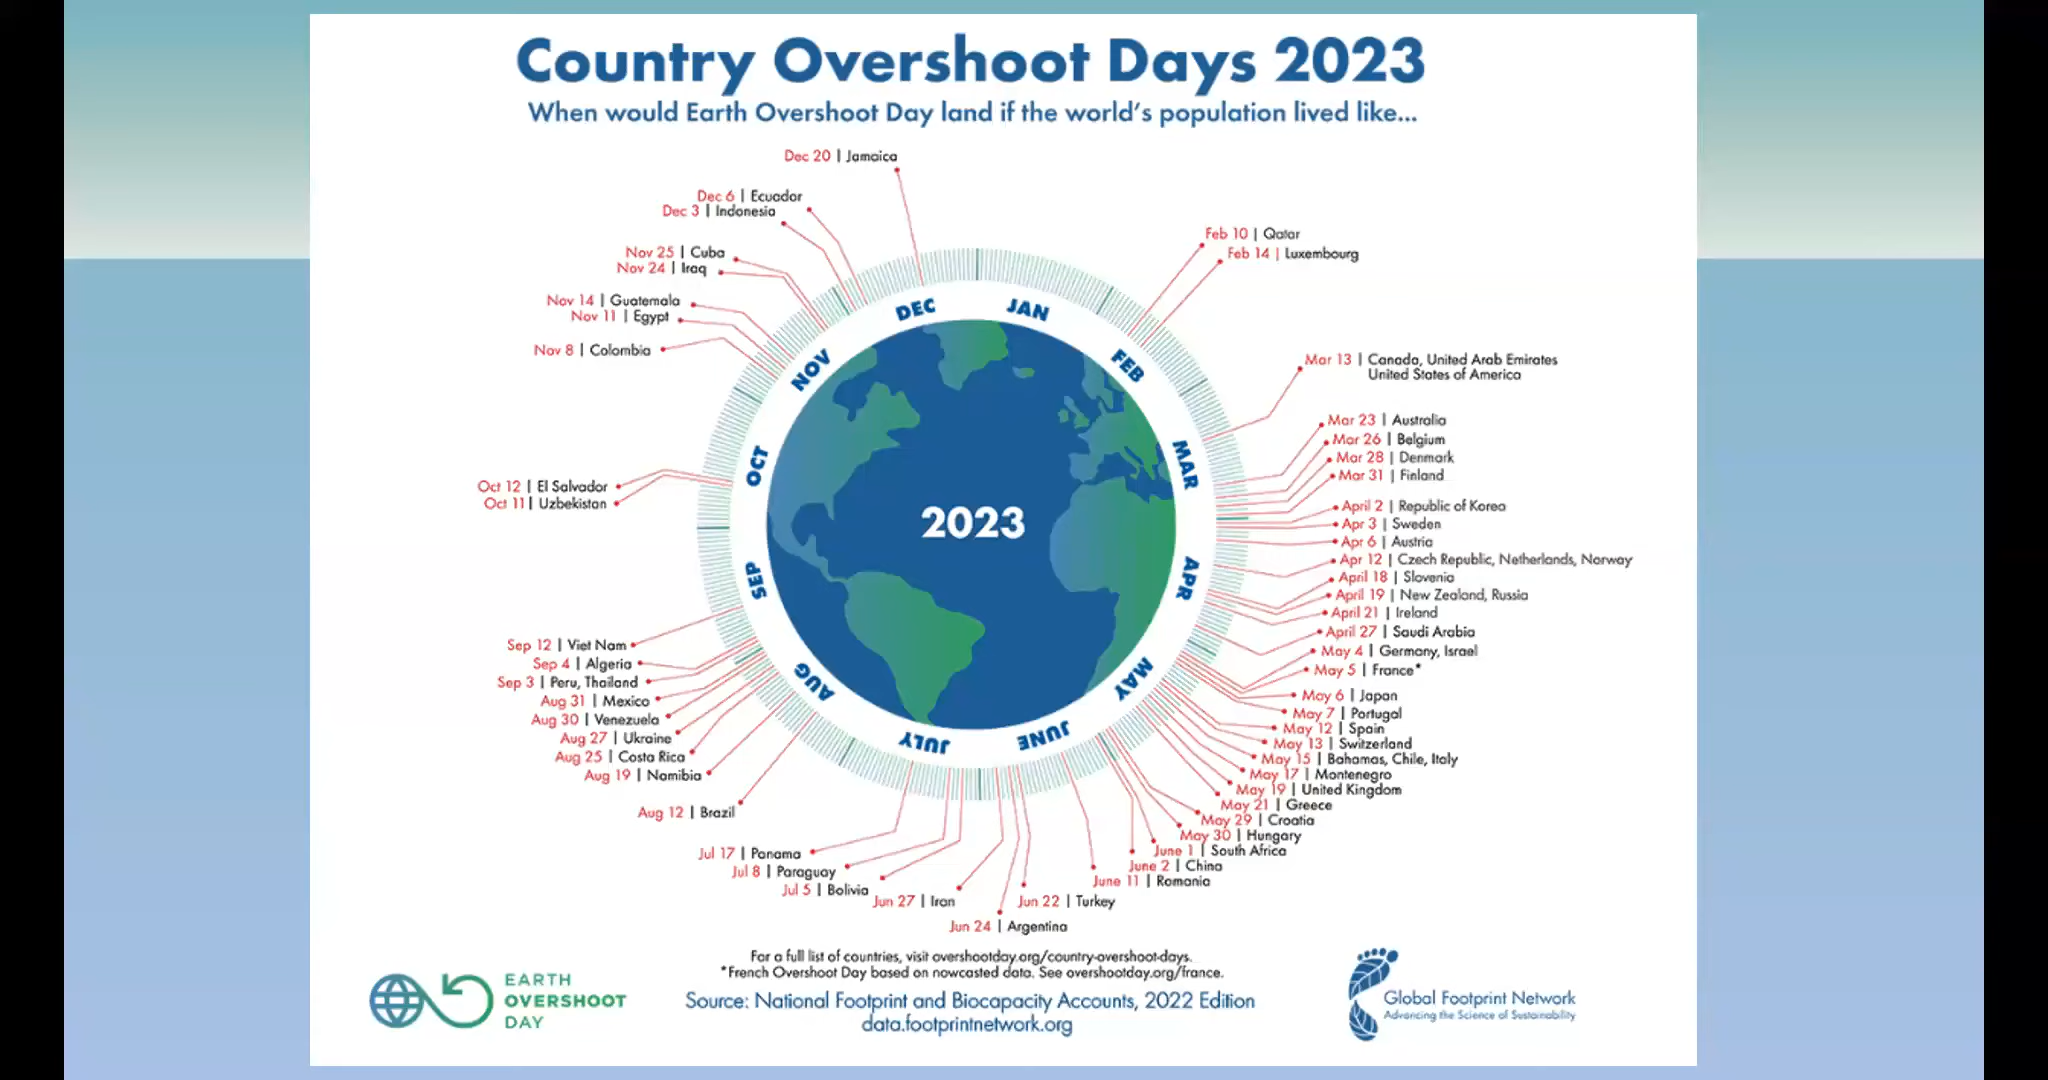 Country Overshoot Days 2023
When would Earth Overshoot Day land if the world's population lived like...
Dec 20 | Jamaica
Dec 6 | Ecuador
Dec 3 | Indonesia
Nov 25 | Cuba
Nov 24 | Iraq
Nov 14 | Guatemala
Nov 11 | Egypt
Nov 8 | Colombia
Oct 12 | El Salvador
Oct 11 | Uzbekistan
Sep 12 | Viet Nam
Sep 4 | Algeria
Sep 3 | Peru, Thailand
Aug 31 | Mexico
Aug 30 | Venezuela
Aug 27 | Ukraine
Aug 25 | Costa Rica
Aug 19 | Namibia
Aug 12 | Brazil
Jul 17 | Panama
Jul 8 | Paraguay
Jul 5 | Bolivia
Jun 27 | Iran
Jun 24 | Argentina
Jun 22 | Turkey
Feb 10 | Qatar
Feb 14 | Luxembourg
Mar 13 | Canada, United Arab Emirates
United States of America
Mar 23 | Australia
Mar 26 | Belgium
Mar 28 | Denmark
Mar 31 | Finland
April 2 | Republic of Korea
Apr 3 | Sweden
Apr 6 | Austria
Apr 12 | Czech Republic, Netherlands, Norway
April 18 | Slovenia
April 19 | New Zealand, Russia
April 21 | Ireland
April 27 | Saudi Arabia
May 4 | Germany, Israel
May 5 | France*
May 6 | Japan
May 7 | Portugal
May 12 | Spain
May 13 | Switzerland
May 15 | Bahamas, Chile, Italy
May 17 | Montenegro
May 19 | United Kingdom
May 21 | Greece
May 29 | Croatia
May 30 | Hungary
June 1 | South Africa
June 2 | China
June 11 | Romania
JAN
FEB
MAR
APR
MAY
JUNE
JULY
AUG
SEP
OCT
NOV
DEC
2023
For a full list of countries, visit overshootday.org/country-overshoot-days.
*French Overshoot Day based on nowcasted data. See overshootday.org/france.
Source: National Footprint and Biocapacity Accounts, 2022 Edition
data.footprintnetwork.org
EARTH
OVERSHOOT
DAY
Global Footprint Network
Advancing the Science of Sustainability